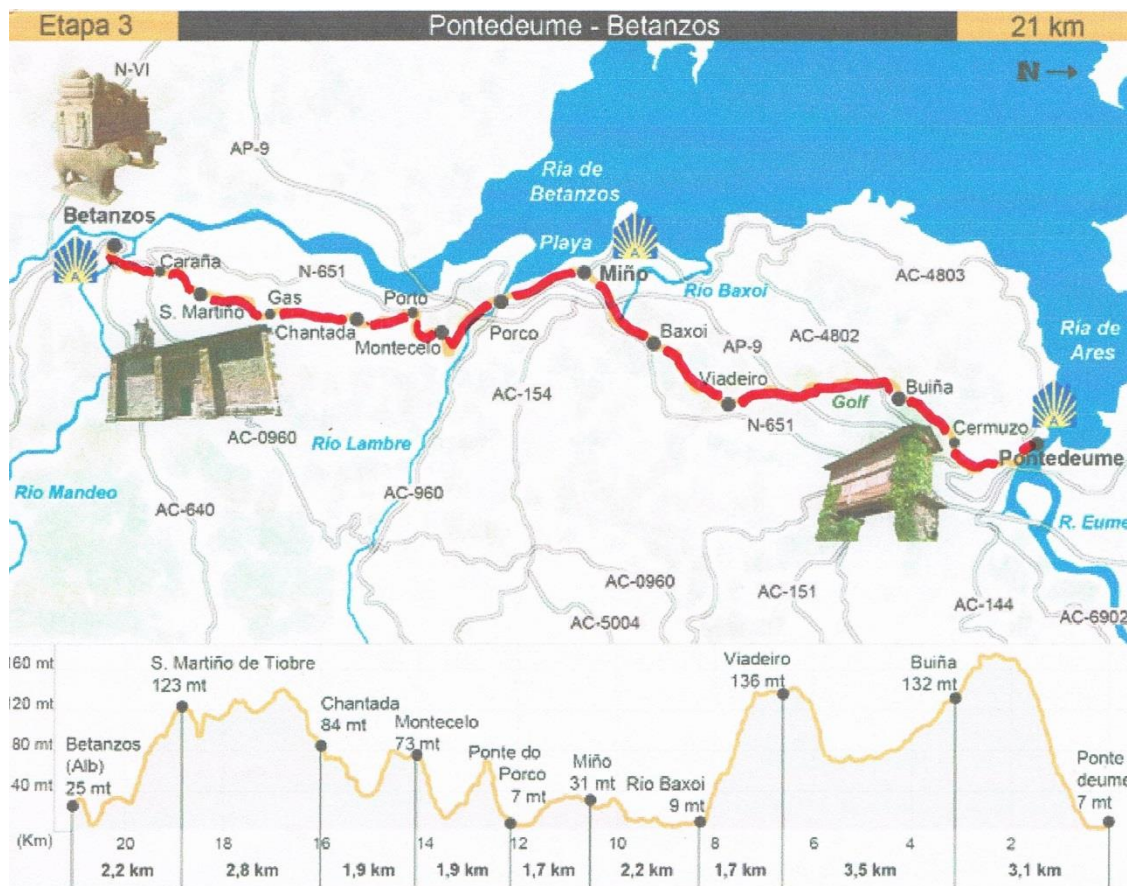 Etapa 3
Pontedeume - Betanzos
21 km
N
N-VI
AP-9
Ria de
Betanzos
Betanzos
Playa
Miño
AC-4803
Caraña
N-651
Río Baxoi
S. Martiño
Gas
Porto
Chantada
Montecelo
Porco
Baxoi
AP-9
AC-4802
Ría de
Ares
AC-154
Viadeiro
Golf
Buiña
N-651
Cermuzo
Pontedeume
AC-0960
Río Lambre
Rio Mandeo
AC-640
AC-960
R. Eume
AC-0960
AC-5004
AC-151
AC-144
AC-6902
160 mt
120 mt
80 mt
40 mt
(Km)
Betanzos
(Alb)
25 mt
S. Martiño de Tiobre
123 mt
Chantada
84 mt
Montecelo
73 mt
Ponte do
Porco
7 mt
Miño
31 mt
Rio Baxoi
9 mt
Viadeiro
136 mt
Buiña
132 mt
Ponte
deume
7 mt
20 18 16 14 12 10 8 6 4 2
2,2 km 2,8 km 1,9 km 1,9 km 1,7 km 2,2 km 1,7 km 3,5 km 3,1 km